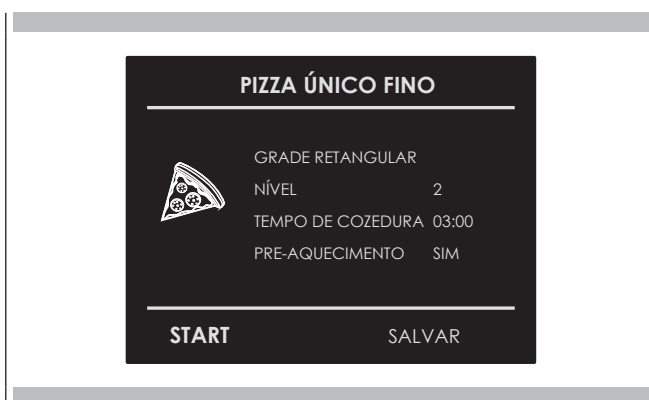 PIZZA ÚNICO FINO
GRADE RETANGULAR
NÍVEL 2
TEMPO DE COZEDURA 03:00
PRE-AQUECIMENTO SIM
START SALVAR